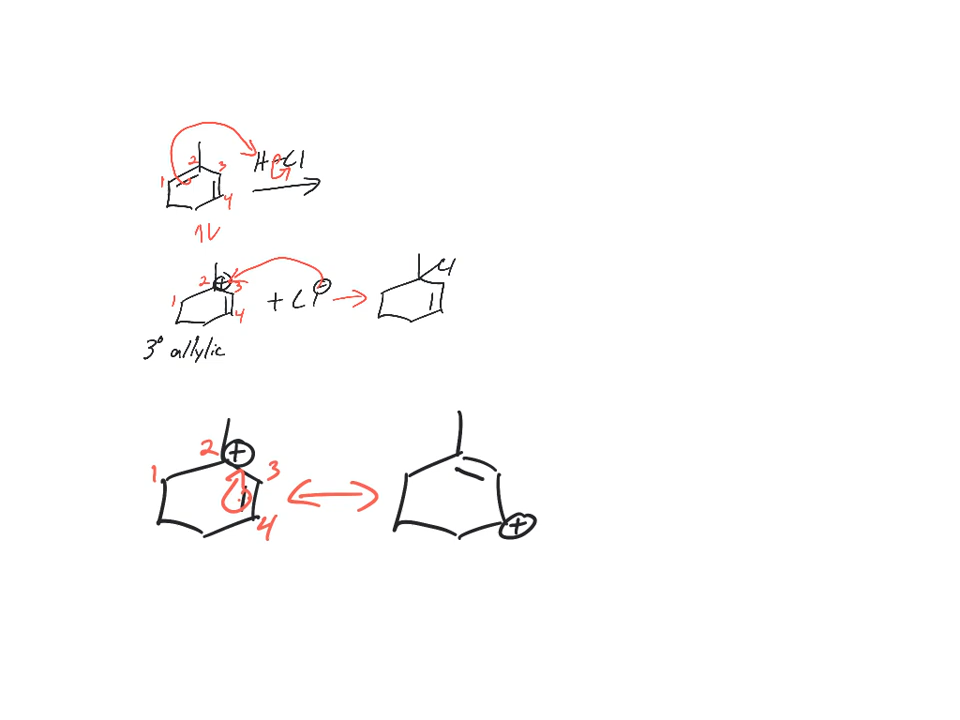 2 H-Cl
1 3
4
1V
2 ⊕ 3 + Cl⊖ Cl
1 4
3° allylic
2 ⊕
1 3
4 ⊕